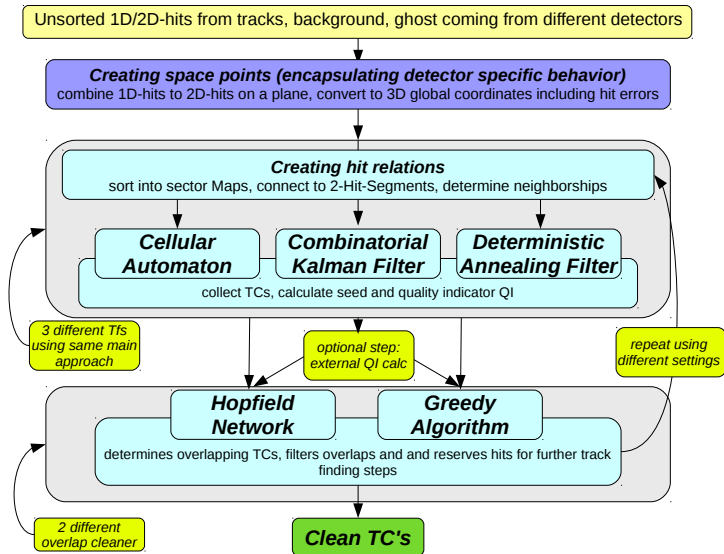 Unsorted 1D/2D-hits from tracks, background, ghost coming from different detectors
Creating space points (encapsulating detector specific behavior)
combine 1D-hits to 2D-hits on a plane, convert to 3D global coordinates including hit errors
Creating hit relations
sort into sector Maps, connect to 2-Hit-Segments, determine neighborships
Cellular
Automaton
Combinatorial
Kalman Filter
Deterministic
Annealing Filter
collect TCs, calculate seed and quality indicator QI
3 different Tfs
using same main
approach
optional step:
external QI calc
repeat using
different settings
Hopfield
Network
Greedy
Algorithm
determines overlapping TCs, filters overlaps and and reserves hits for further track
finding steps
2 different
overlap cleaner
Clean TC's